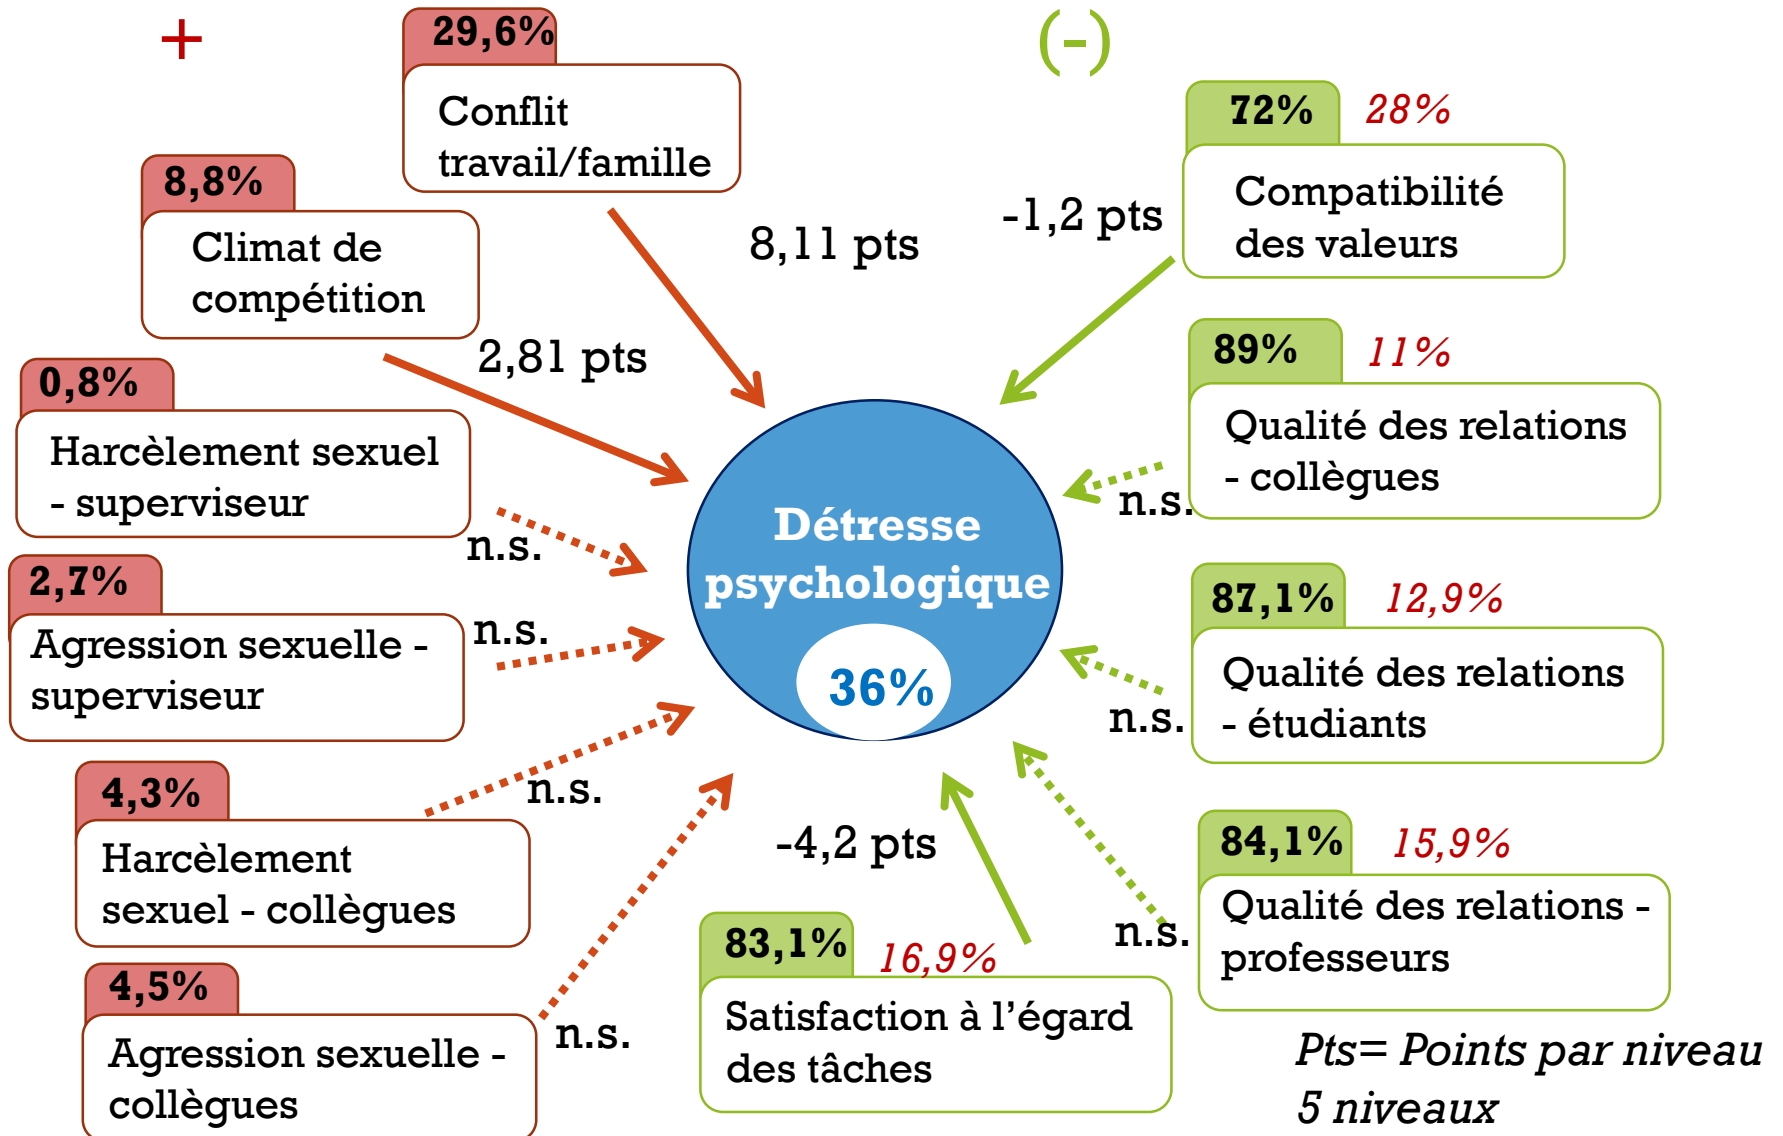 +
(-)
29,6%
Conflit
travail/famille
8,11 pts
8,8%
Climat de
compétition
2,81 pts
0,8%
Harcèlement sexuel
- superviseur
n.s.
2,7%
Agression sexuelle -
superviseur
n.s.
4,3%
Harcèlement
sexuel - collègues
n.s.
4,5%
Agression sexuelle -
collègues
n.s.
Détresse
psychologique
36%
72% 28%
Compatibilité
des valeurs
-1,2 pts
89% 11%
Qualité des relations
- collègues
n.s.
87,1% 12,9%
Qualité des relations
- étudiants
n.s.
84,1% 15,9%
Qualité des relations -
professeurs
n.s.
83,1% 16,9%
Satisfaction à l’égard
des tâches
-4,2 pts
Pts= Points par niveau
5 niveaux